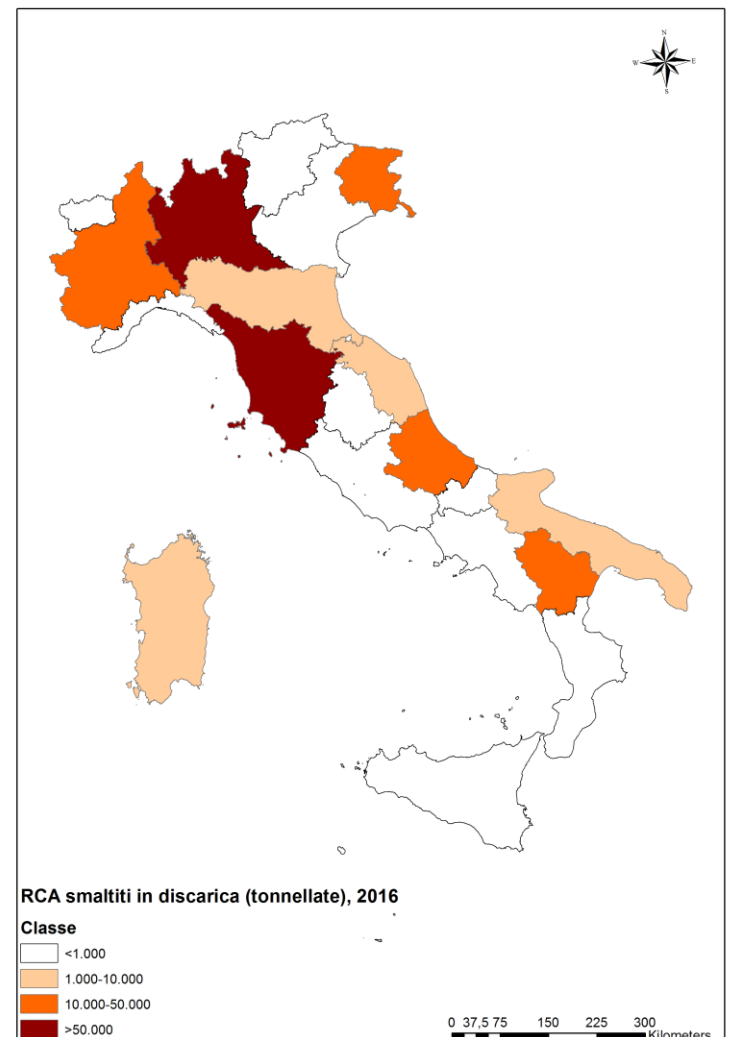 N
W E
S
RCA smaltiti in discarica (tonnellate), 2016
Classe
<1.000
1.000-10.000
10.000-50.000
>50.000
0 37,5 75 150 225 300
Kilometers